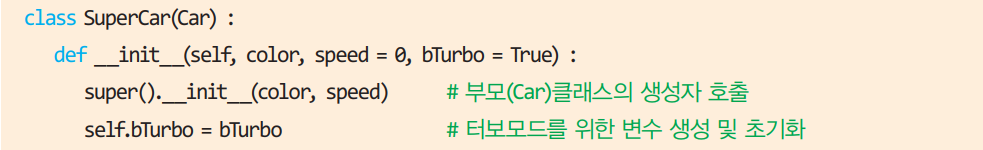 class SuperCar(Car) :
def __init__(self, color, speed = 0, bTurbo = True) :
super().__init__(color, speed) # 부모(Car)클래스의 생성자 호출
self.bTurbo = bTurbo # 터보모드를 위한 변수 생성 및 초기화